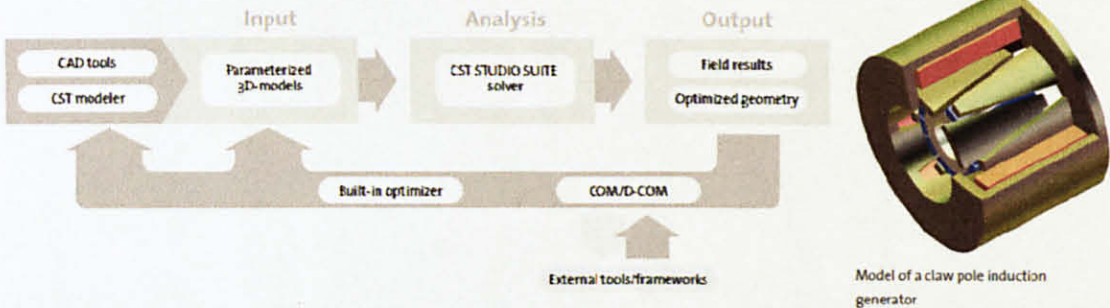 Input
Analysis
Output
CAD tools
CST modeler
Parameterized
3D-models
CST STUDIO SUITE
solver
Field results
Optimized geometry
Built-in optimizer
COM/D-COM
External tools/frameworks
Model of a claw pole induction
generator